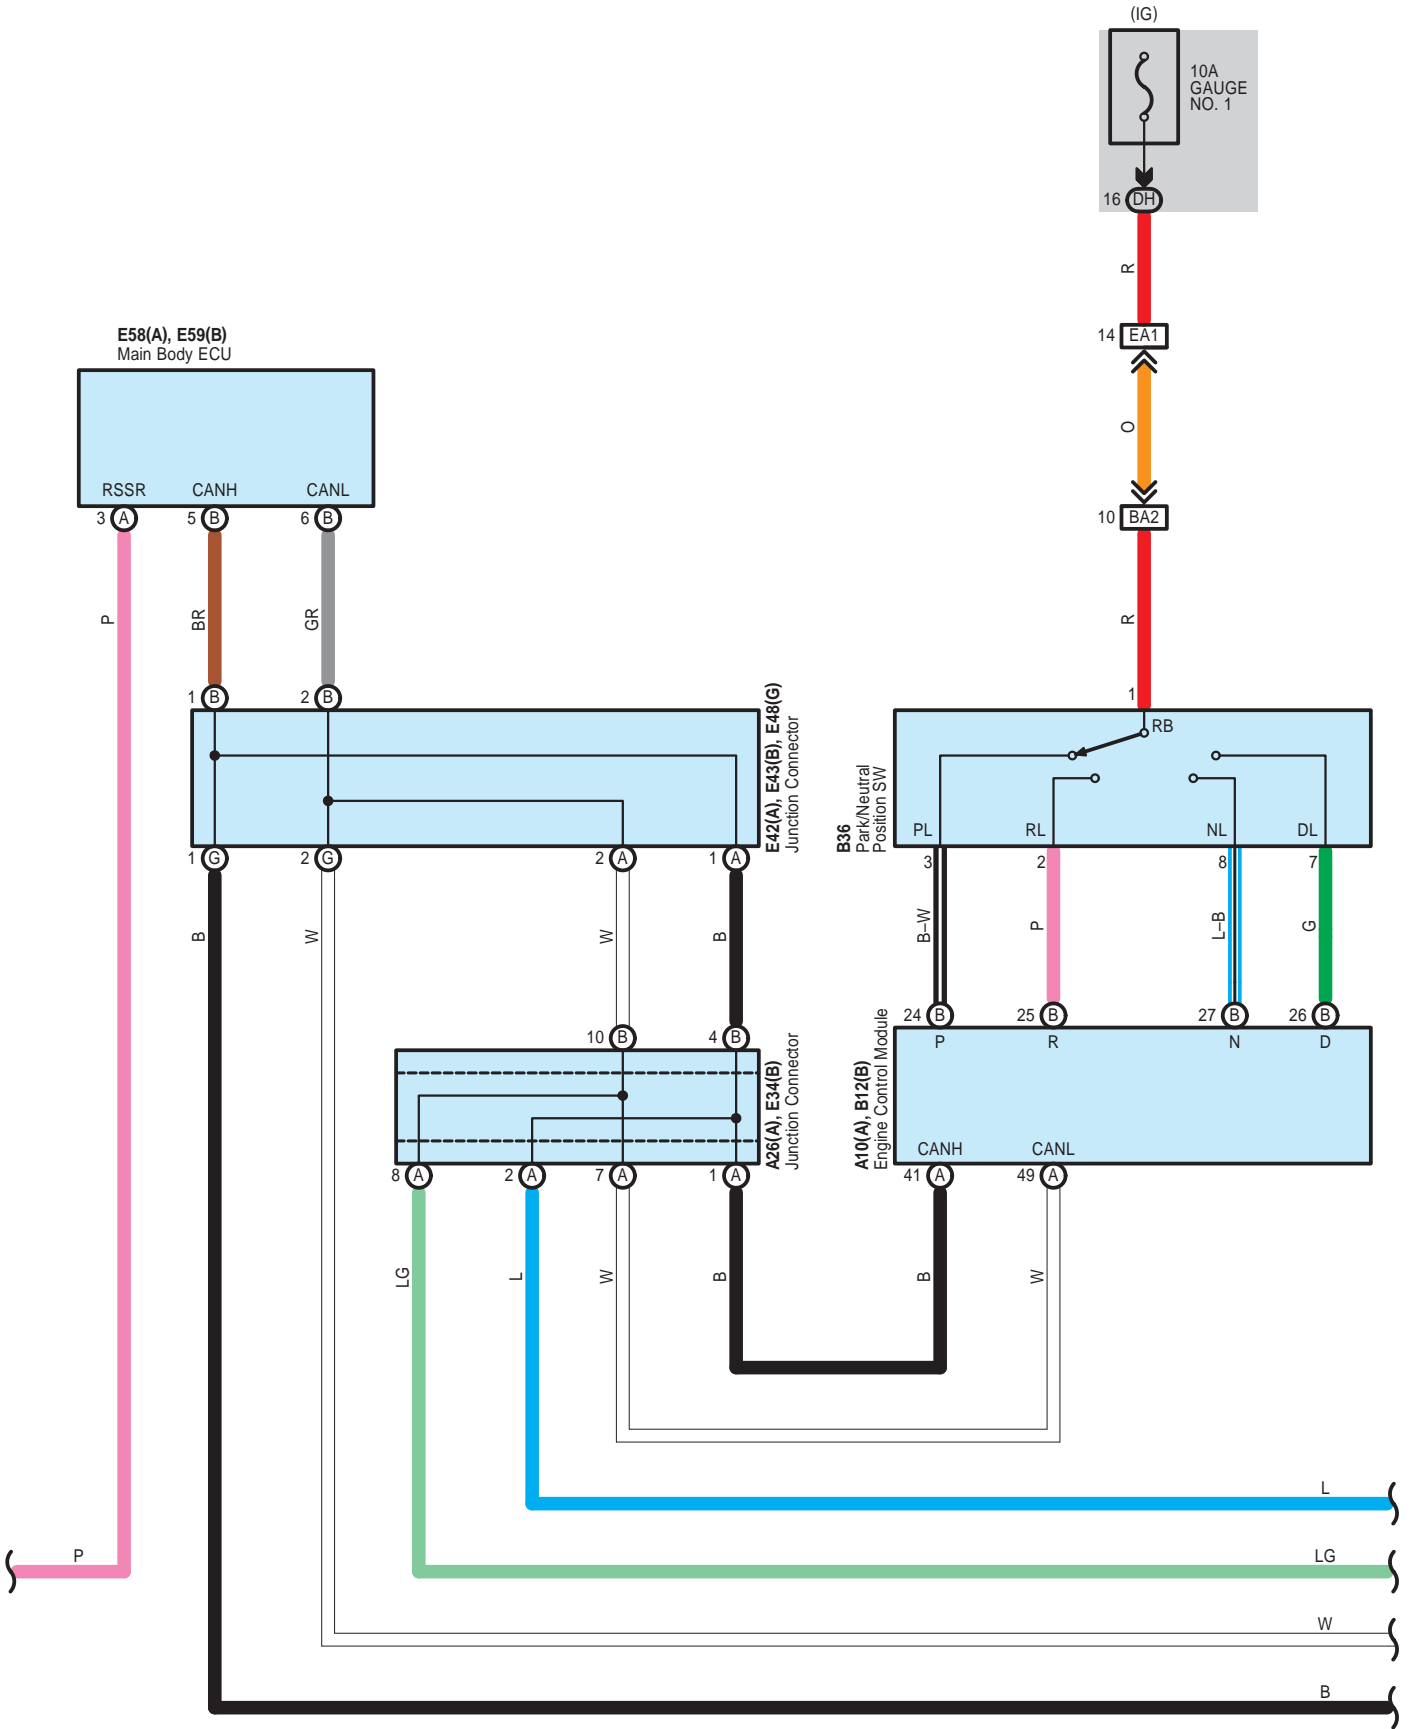 (IG)
10A
GAUGE
NO. 1
16 DH
R
14 EA1
O
10 BA2
R
1
E58(A), E59(B)
Main Body ECU
RSSR CANH CANL
3 A 5 B 6 B
P BR GR
1 B 2 B
E42(A), E43(B), E48(G)
Junction Connector
1 G 2 G 2 A 1 A
B W W B
B36
Park/Neutral
Position SW
RB
PL RL NL DL
3 2 8 7
B–W P L–B G
24 B 25 B 27 B 26 B
P R N D
A10(A), B12(B)
Engine Control Module
CANH CANL
41 A 49 A
B W
10 B 4 B
A26(A), E34(B)
Junction Connector
8 A 2 A 7 A 1 A
LG L W B
L
P
LG
W
B